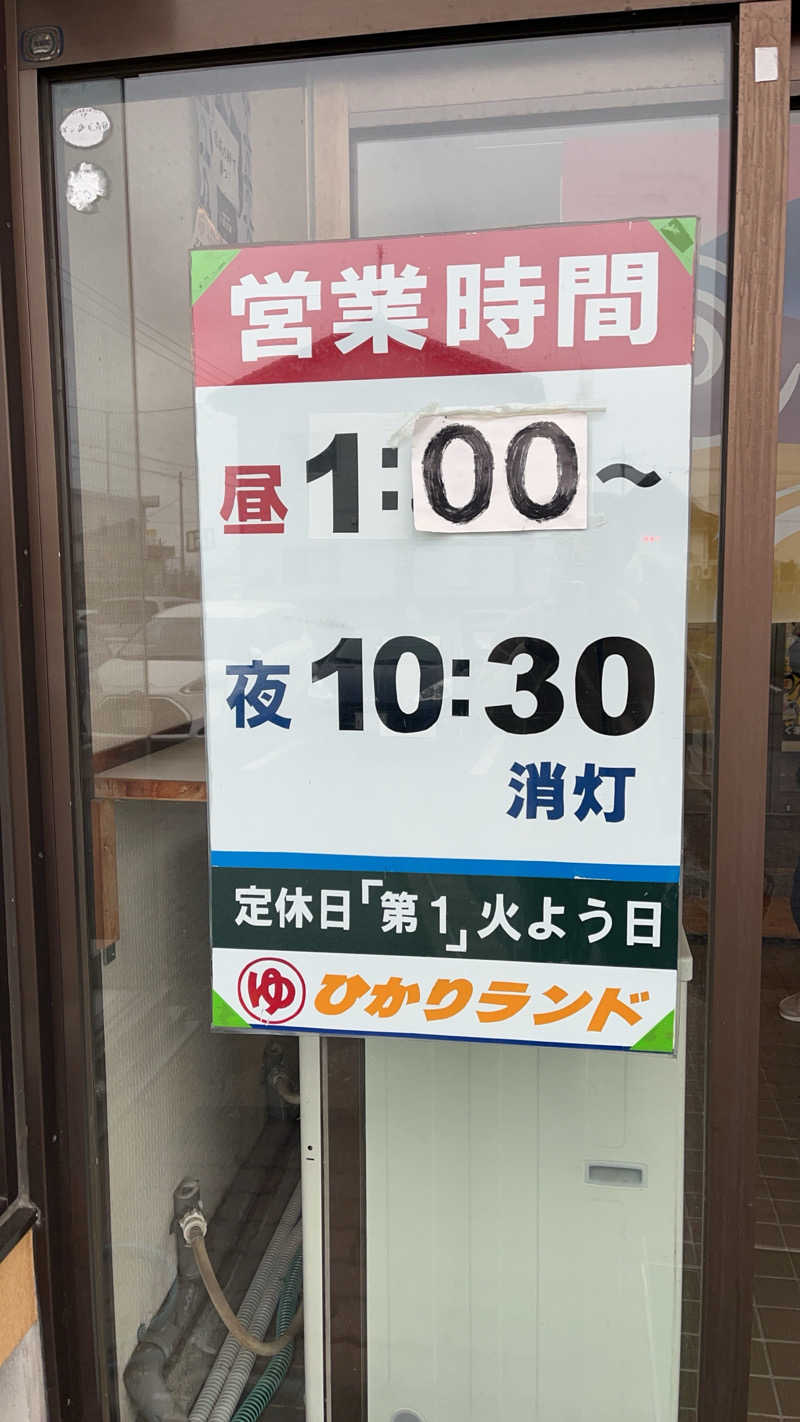 営業時間
昼 1:00～
夜 10:30
消灯
定休日「第1」火よう日
ゆ ひかりランド